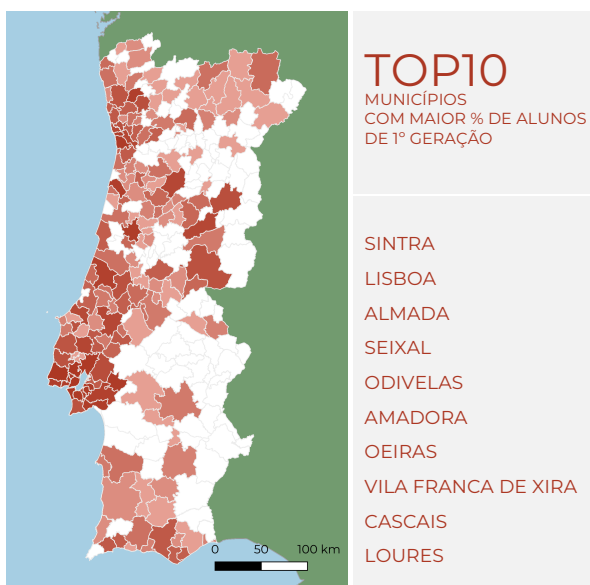 TOP10
MUNICÍPIOS
COM MAIOR % DE ALUNOS
DE 1º GERAÇÃO
SINTRA
LISBOA
ALMADA
SEIXAL
ODIVELAS
AMADORA
OEIRAS
VILA FRANCA DE XIRA
CASCAIS
LOURES
0 50 100 km